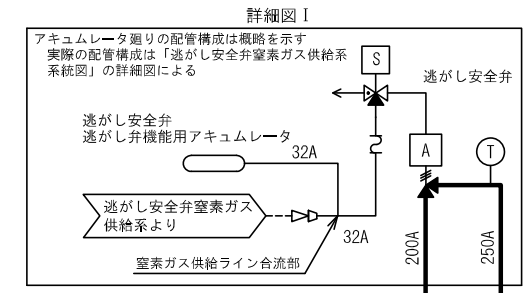 詳細図Ⅰ
アキュムレータ廻りの配管構成は概略を示す
実際の配管構成は「逃がし安全弁窒素ガス供給系
系統図」の詳細図による
S
逃がし安全弁
逃がし安全弁
逃がし弁機能用アキュムレータ
32A
A
T
逃がし安全弁窒素ガス
供給系より
32A
200A
250A
窒素ガス供給ライン合流部